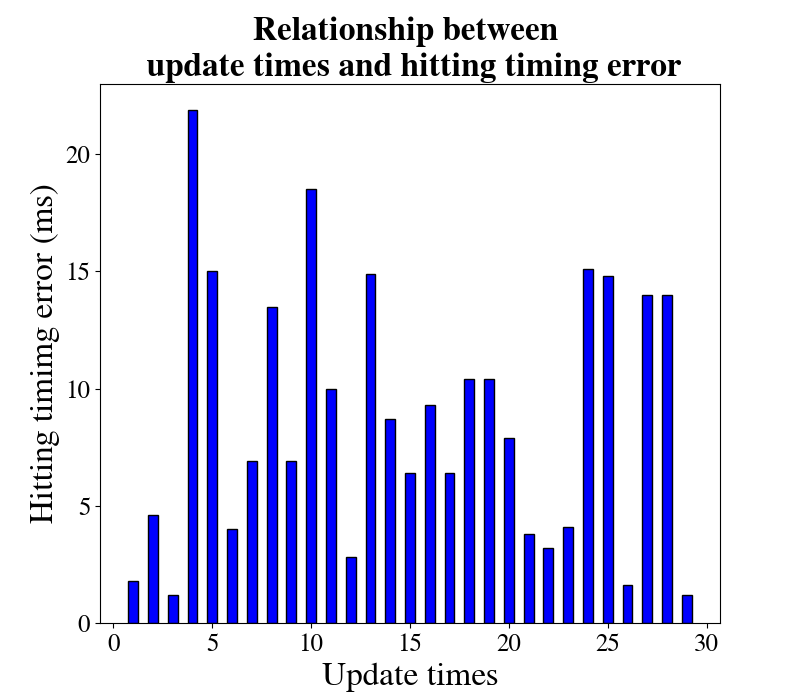 Relationship between
update times and hitting timing error
Hitting timimg error (ms)
20
15
10
5
0
0 5 10 15 20 25 30
Update times